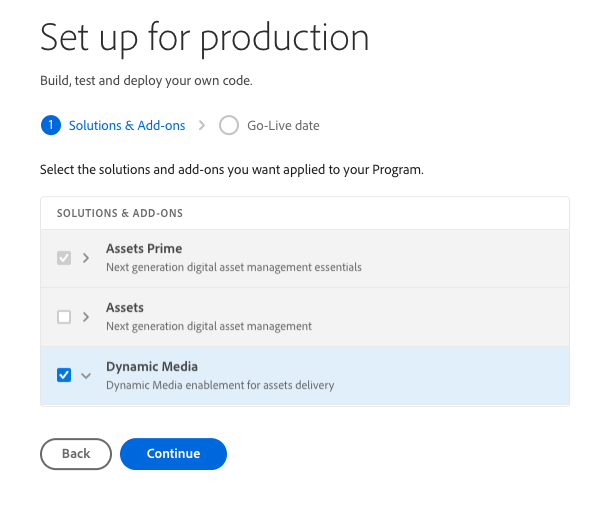 Set up for production
Build, test and deploy your own code.
1 Solutions & Add-ons Go-Live date
Select the solutions and add-ons you want applied to your Program.
SOLUTIONS & ADD-ONS
Assets Prime
Next generation digital asset management essentials
Assets
Next generation digital asset management
Dynamic Media
Dynamic Media enablement for assets delivery
Back Continue